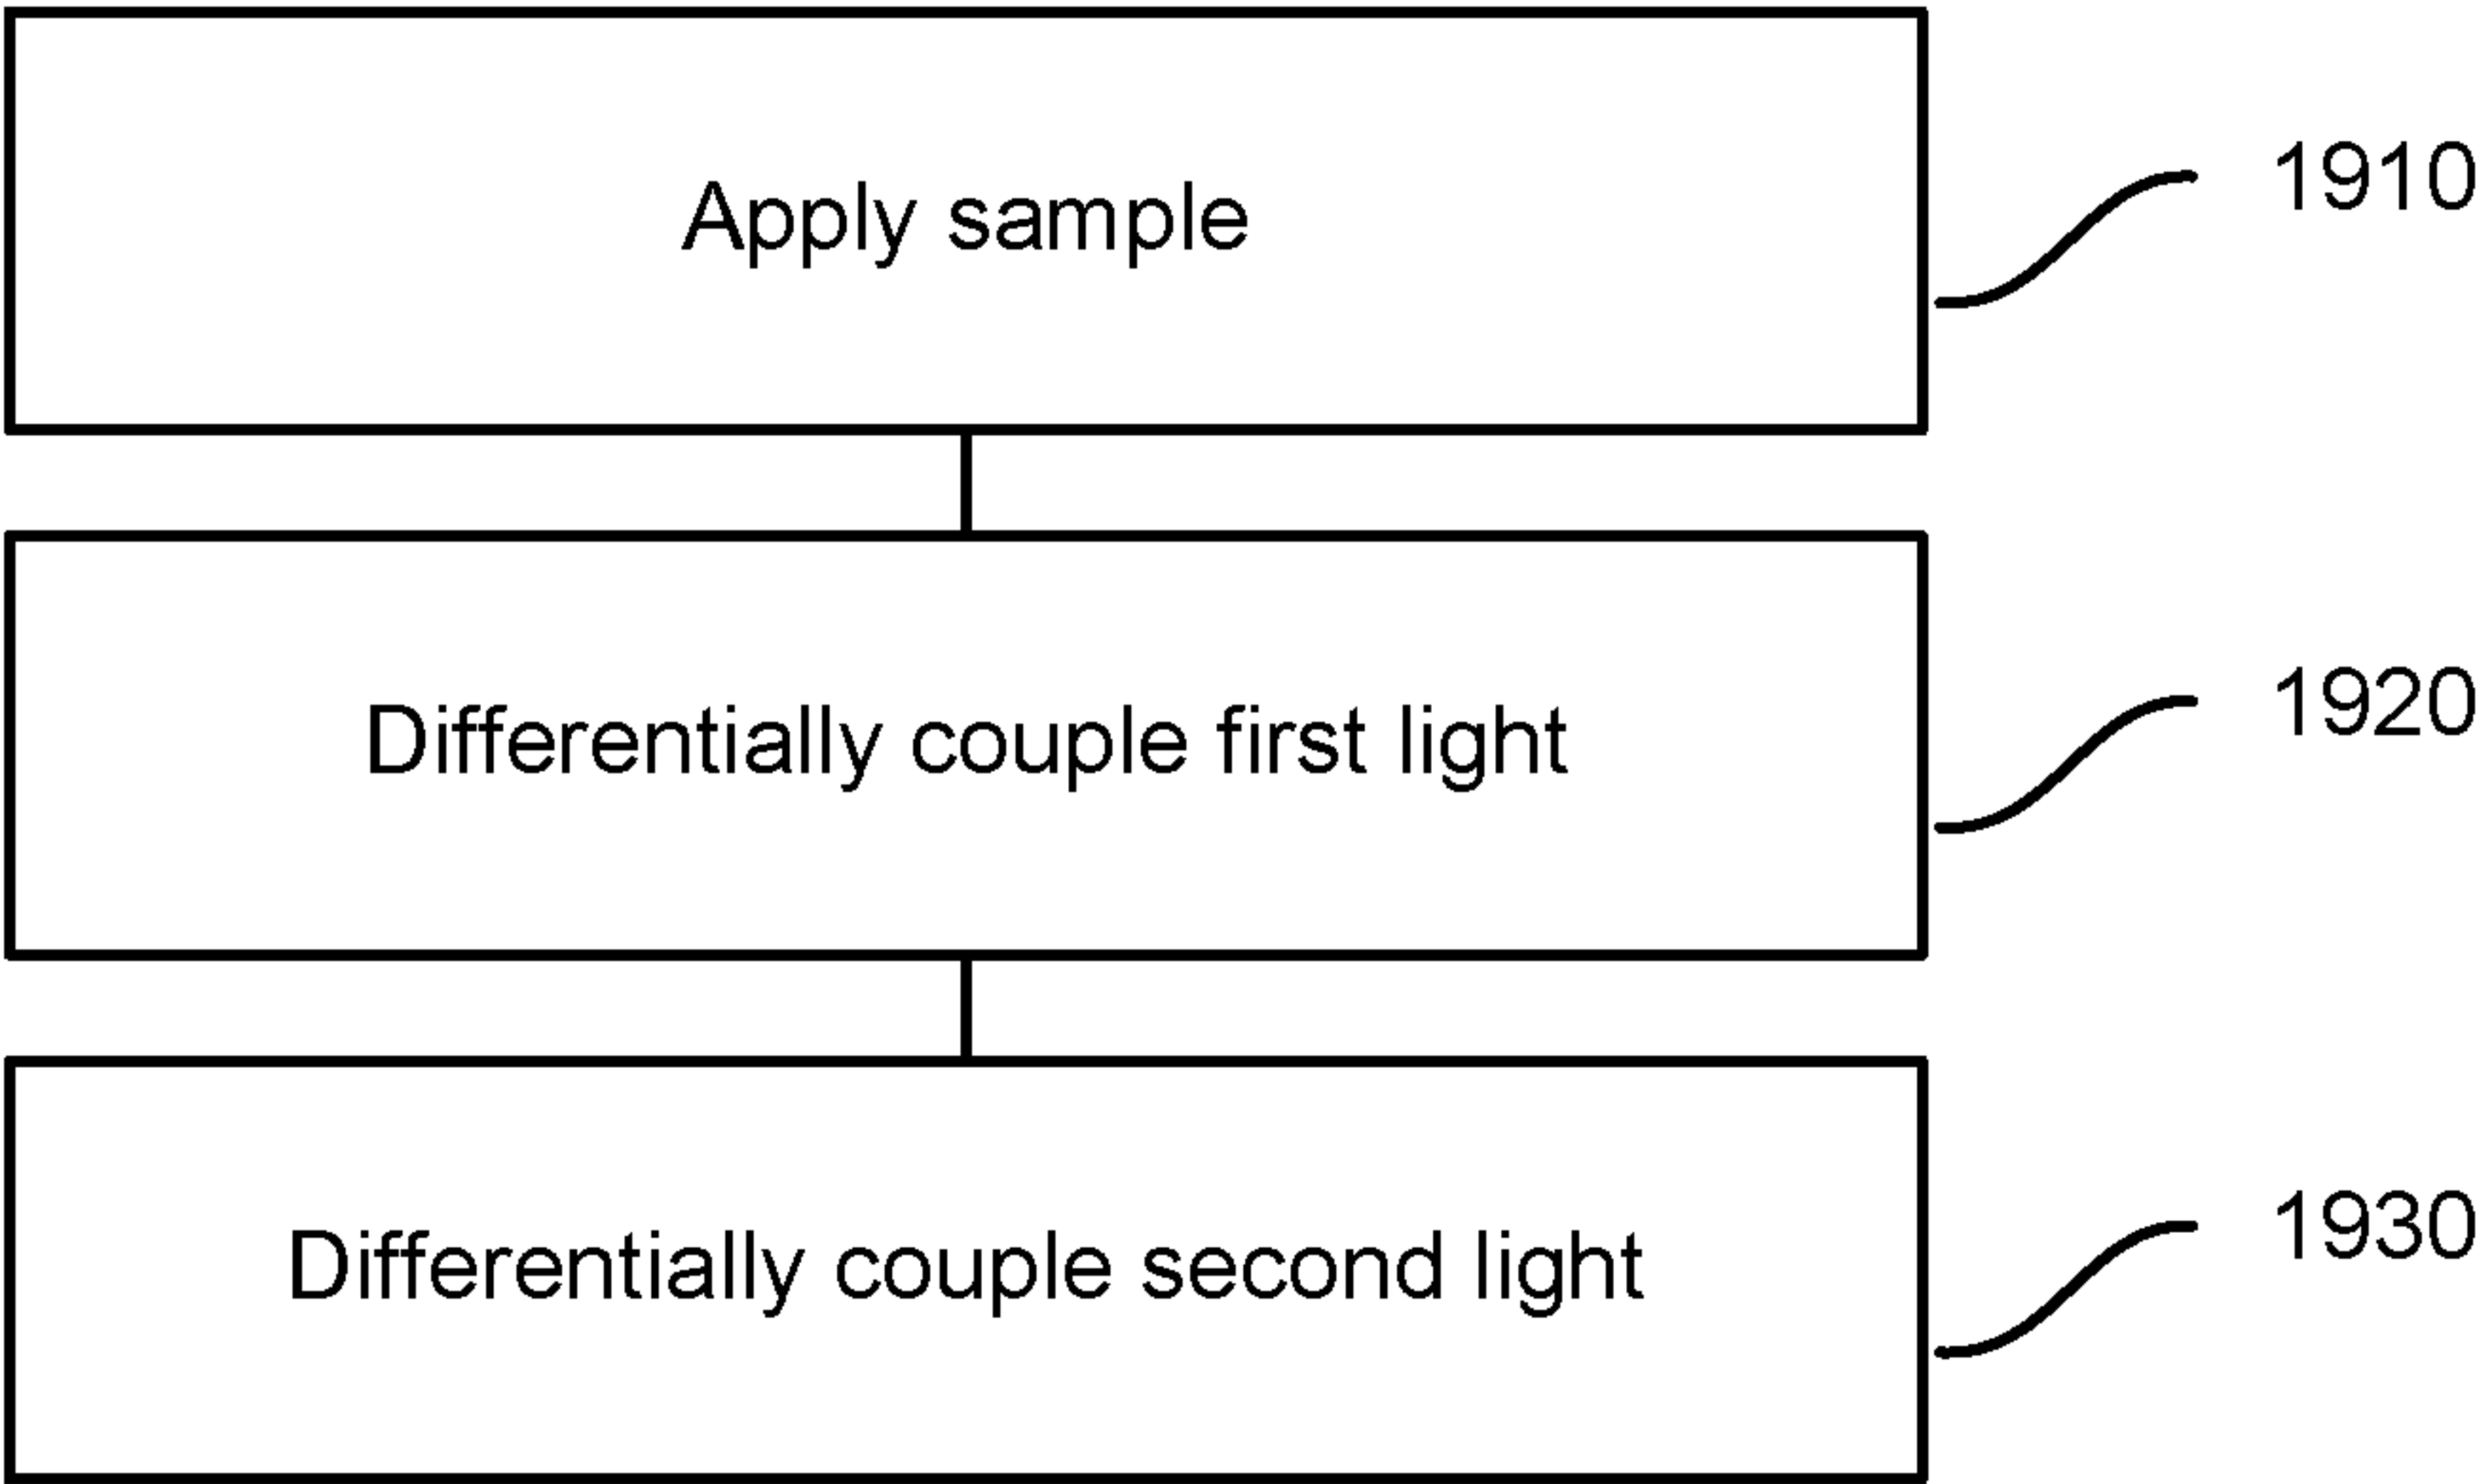 Apply sample
1910
Differentially couple first light
1920
Differentially couple second light
1930